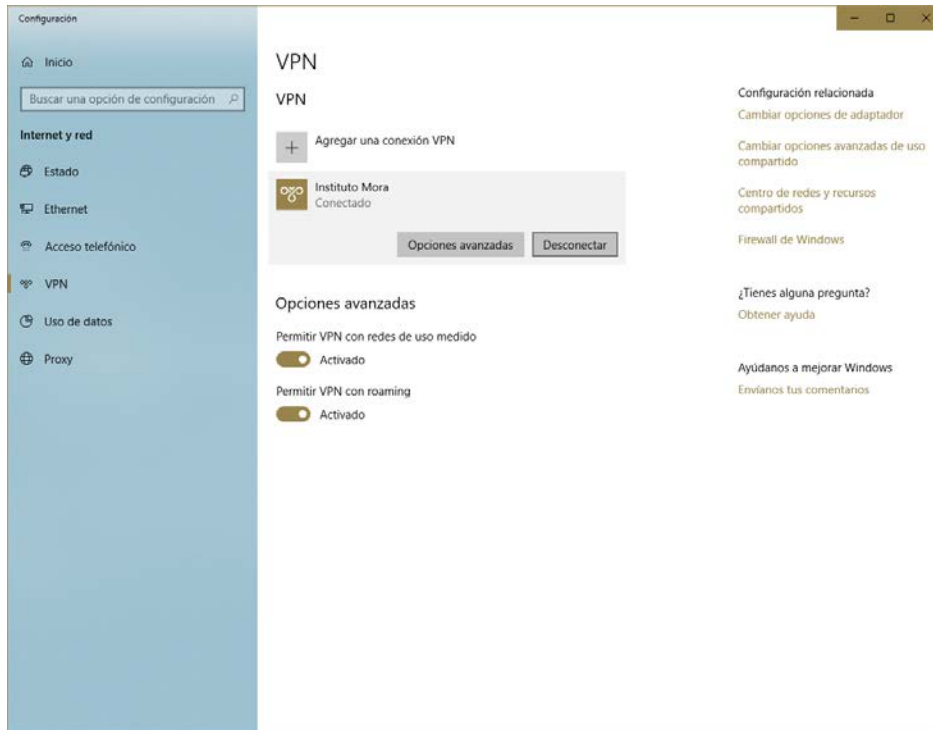 Configuración
Inicio
Buscar una opción de configuración
Internet y red
Estado
Ethernet
Acceso telefónico
VPN
Uso de datos
Proxy
VPN
VPN
Agregar una conexión VPN
Instituto Mora
Conectado
Opciones avanzadas
Desconectar
Opciones avanzadas
Permitir VPN con redes de uso medido
Activado
Permitir VPN con roaming
Activado
Configuración relacionada
Cambiar opciones de adaptador
Cambiar opciones avanzadas de uso
compartido
Centro de redes y recursos
compartidos
Firewall de Windows
¿Tienes alguna pregunta?
Obtener ayuda
Ayúdanos a mejorar Windows
Envíanos tus comentarios